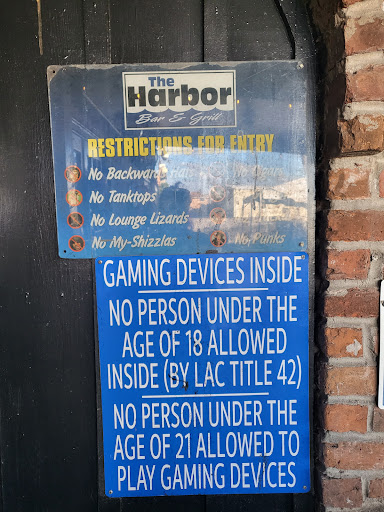 The
Harbor
Bar & Grill
RESTRICTIONS FOR ENTRY
No Backwards Hats
No Tanktops
No Lounge Lizards
No My-Shizzlas
No Punks
GAMING DEVICES INSIDE
NO PERSON UNDER THE
AGE OF 18 ALLOWED
INSIDE (BY LAC TITLE 42)
NO PERSON UNDER THE
AGE OF 21 ALLOWED TO
PLAY GAMING DEVICES